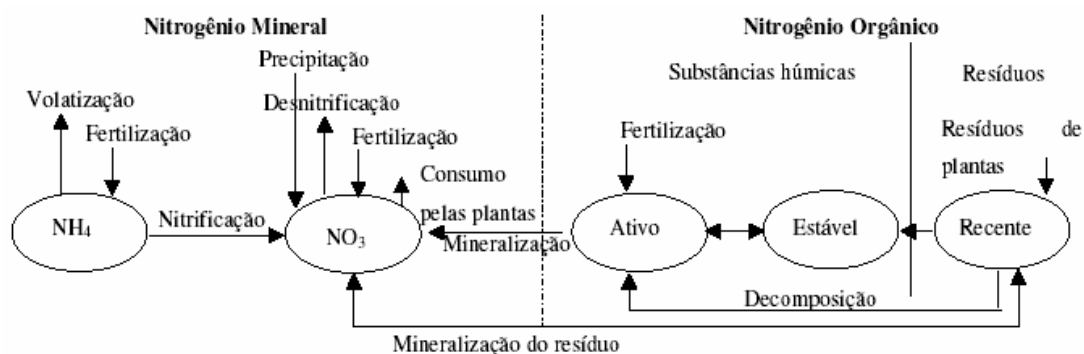 Nitrogênio Mineral
Nitrogênio Orgânico
Precipitação
Substâncias húmicas
Resíduos
Volatização
Desnitrificação
Fertilização
Fertilização
Fertilização
Resíduos de
plantas
Consumo
pelas plantas
NH₄
Nitrificação
NO₃
Mineralização
Ativo
Estável
Recente
Decomposição
Mineralização do resíduo